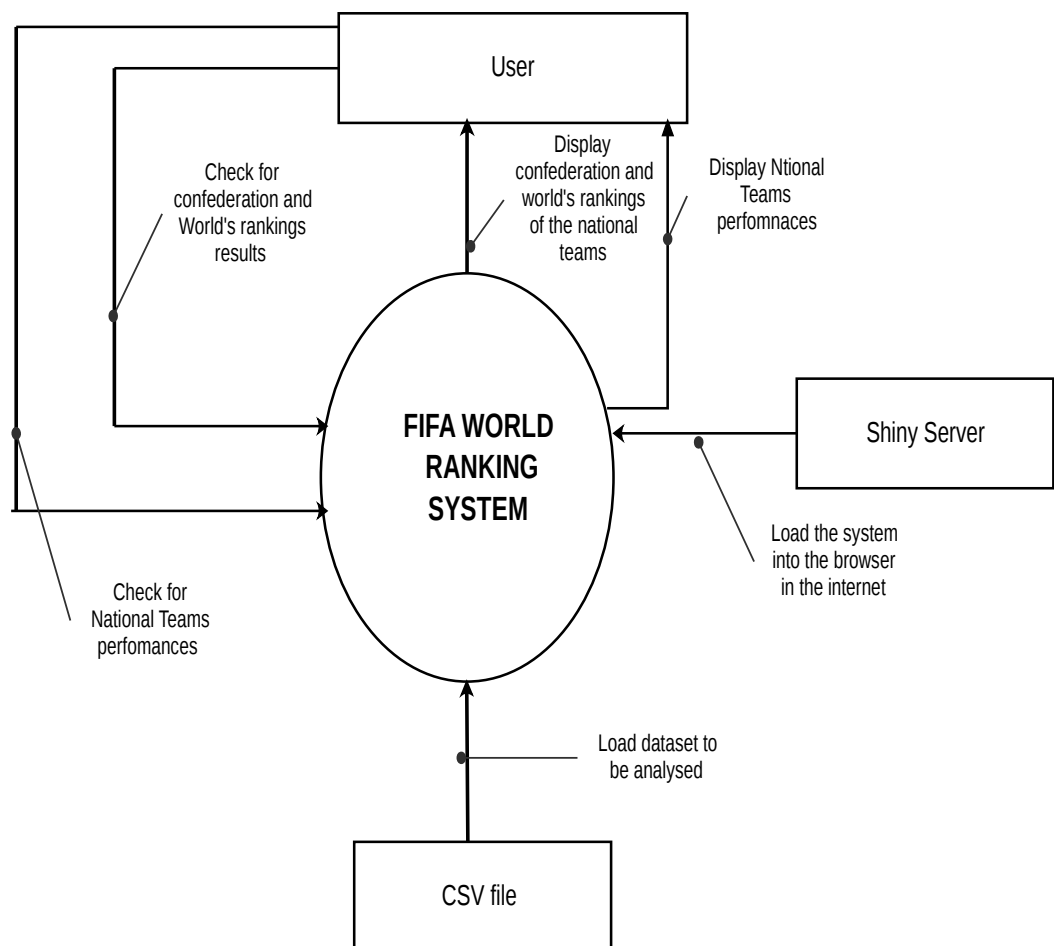 User
Check for
confederation and
World's rankings
results
Display
confederation and
world's rankings
of the national
teams
Display Ntional
Teams
perfomnaces
FIFA WORLD
RANKING
SYSTEM
Shiny Server
Load the system
into the browser
in the internet
Check for
National Teams
perfomances
Load dataset to
be analysed
CSV file